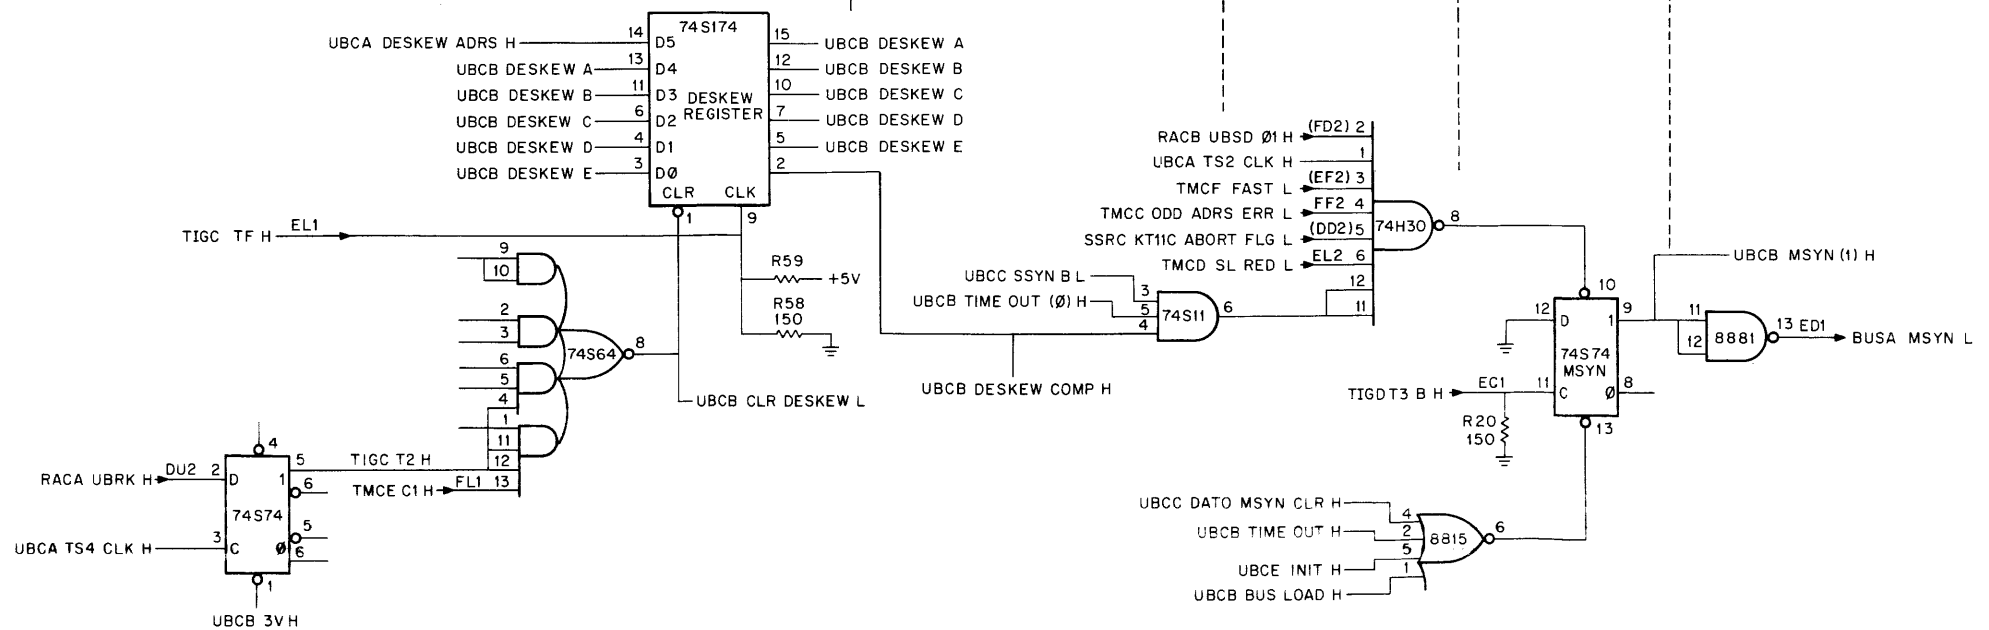 74S174
UBCA DESKEW ADRS H 14 D5 15 UBCB DESKEW A
UBCB DESKEW A 13 D4 12 UBCB DESKEW B
UBCB DESKEW B 11 D3 10 UBCB DESKEW C
DESKEW
REGISTER
UBCB DESKEW C 6 D2 7 UBCB DESKEW D
UBCB DESKEW D 4 D1 5 UBCB DESKEW E
UBCB DESKEW E 3 DØ 2
CLR CLK
1 9
TIGC TF H EL1
R59
+5V
R58
150
9
10
2
3
6
5
4
1
11
12
13
74S64
8
UBCB CLR DESKEW L
TIGC T2 H
TMCE C1 H FL1
RACA UBRK H DU2 2 D
4
1 5
6
74S74
5
UBCA TS4 CLK H 3 C Ø 6
1
UBCB 3V H
UBCB DESKEW COMP H
UBCC SSYN B L 3
UBCB TIME OUT (Ø) H 5
4
74S11
6
RACB UBSD Ø1 H (FD2) 2
UBCA TS2 CLK H 1
TMCF FAST L (EF2) 3
TMCC ODD ADRS ERR L FF2 4
SSRC KT11C ABORT FLG L (DD2) 5
TMCD SL RED L EL2 6
12
11
74H30
8
10
12 D 1 9
74S74
MSYN
TIGDT3 B H EC1 11 C Ø 8
13
R20
150
UBCB MSYN (1) H
11
12
8881
13 ED1
BUSA MSYN L
UBCC DATO MSYN CLR H 4
UBCB TIME OUT H 2
UBCE INIT H 5
UBCB BUS LOAD H 1
8815
6